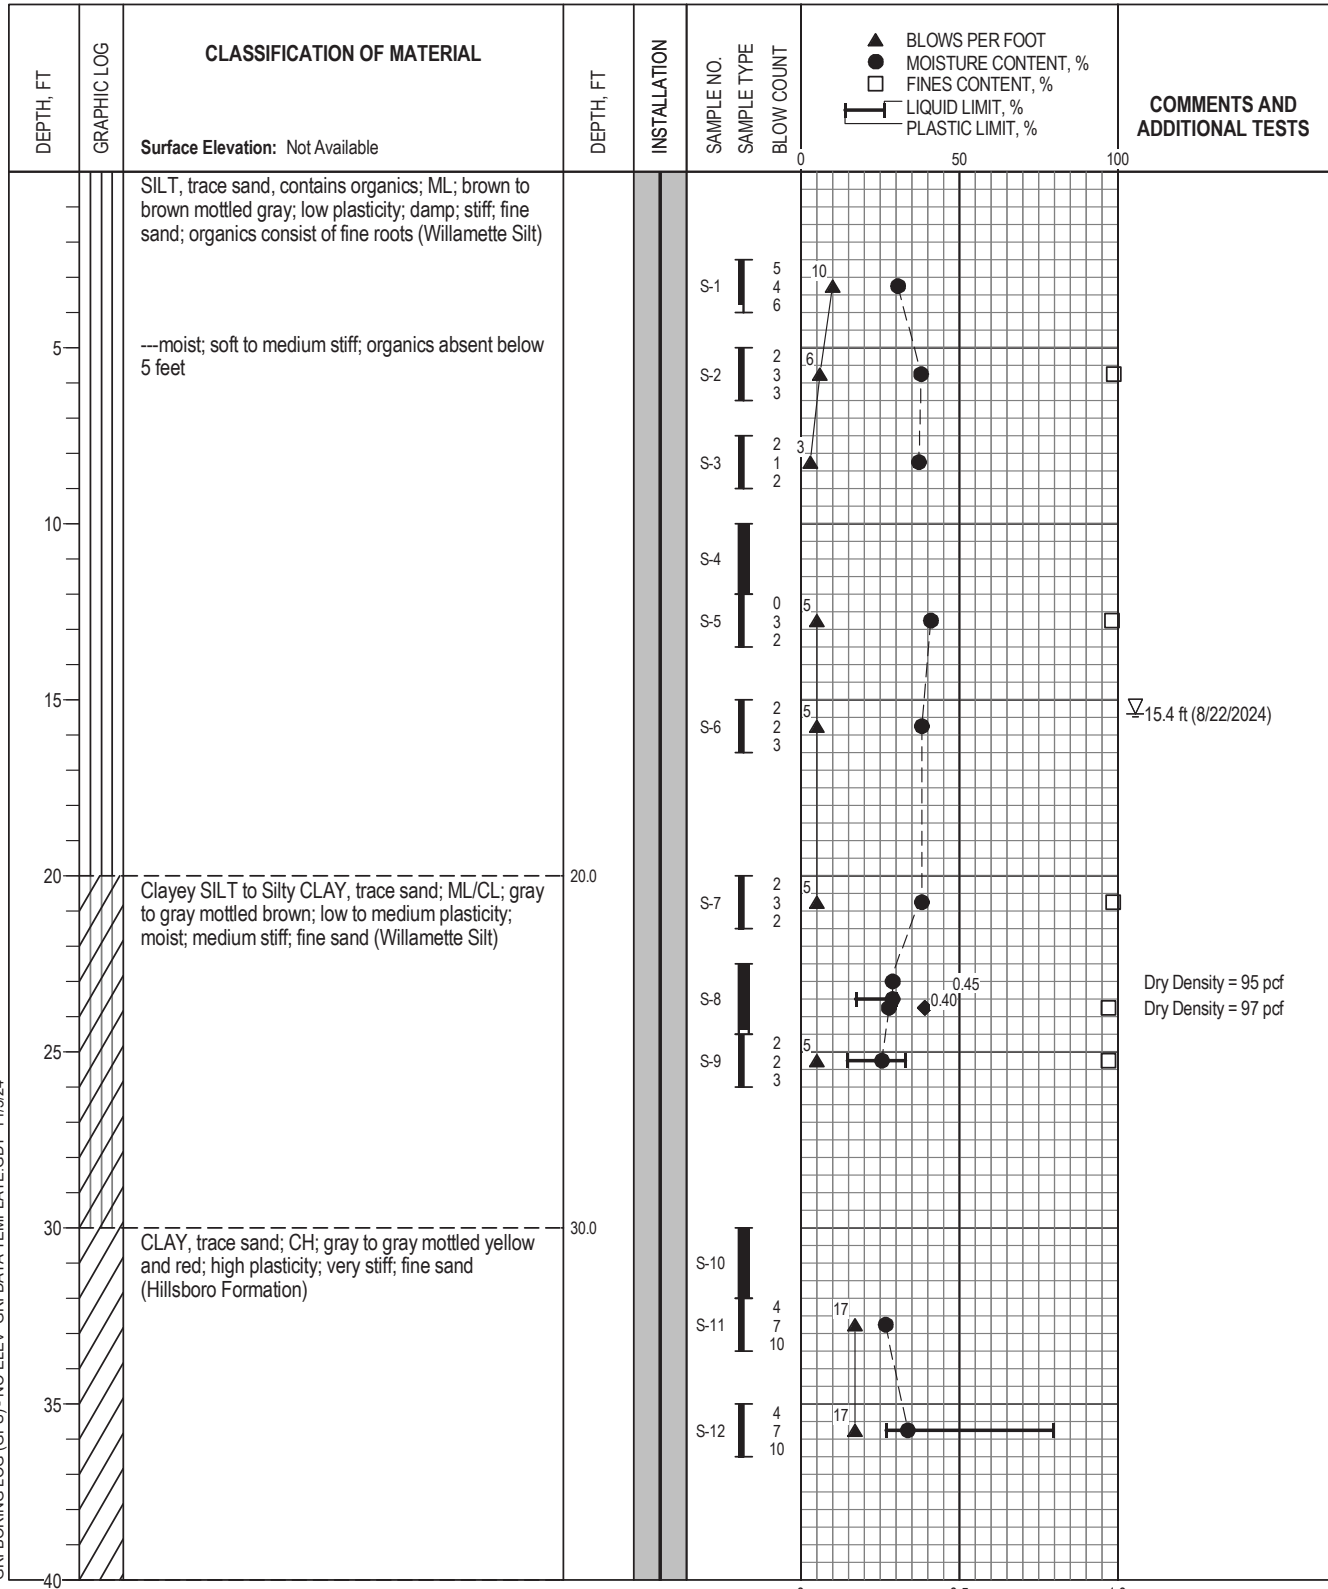 DEPTH, FT
GRAPHIC LOG
CLASSIFICATION OF MATERIAL
Surface Elevation: Not Available
DEPTH, FT
INSTALLATION
SAMPLE NO.
SAMPLE TYPE
BLOW COUNT
BLOWS PER FOOT
MOISTURE CONTENT, %
FINES CONTENT, %
LIQUID LIMIT, %
PLASTIC LIMIT, %
0 50 100
COMMENTS AND
ADDITIONAL TESTS
SILT, trace sand, contains organics; ML; brown to
brown mottled gray; low plasticity; damp; stiff; fine
sand; organics consist of fine roots (Willamette Silt)
S-1
5
4
6
10
5
---moist; soft to medium stiff; organics absent below
5 feet
S-2
2
3
3
6
S-3
2
1
2
3
10
S-4
S-5
0
3
2
5
15
S-6
2
2
3
5
15.4 ft (8/22/2024)
20
Clayey SILT to Silty CLAY, trace sand; ML/CL; gray
to gray mottled brown; low to medium plasticity;
moist; medium stiff; fine sand (Willamette Silt)
20.0
S-7
2
3
2
5
S-8
0.45
0.40
Dry Density = 95 pcf
Dry Density = 97 pcf
25
S-9
2
2
3
5
30
CLAY, trace sand; CH; gray to gray mottled yellow
and red; high plasticity; very stiff; fine sand
(Hillsboro Formation)
30.0
S-10
S-11
4
7
10
17
35
S-12
4
7
10
17
40